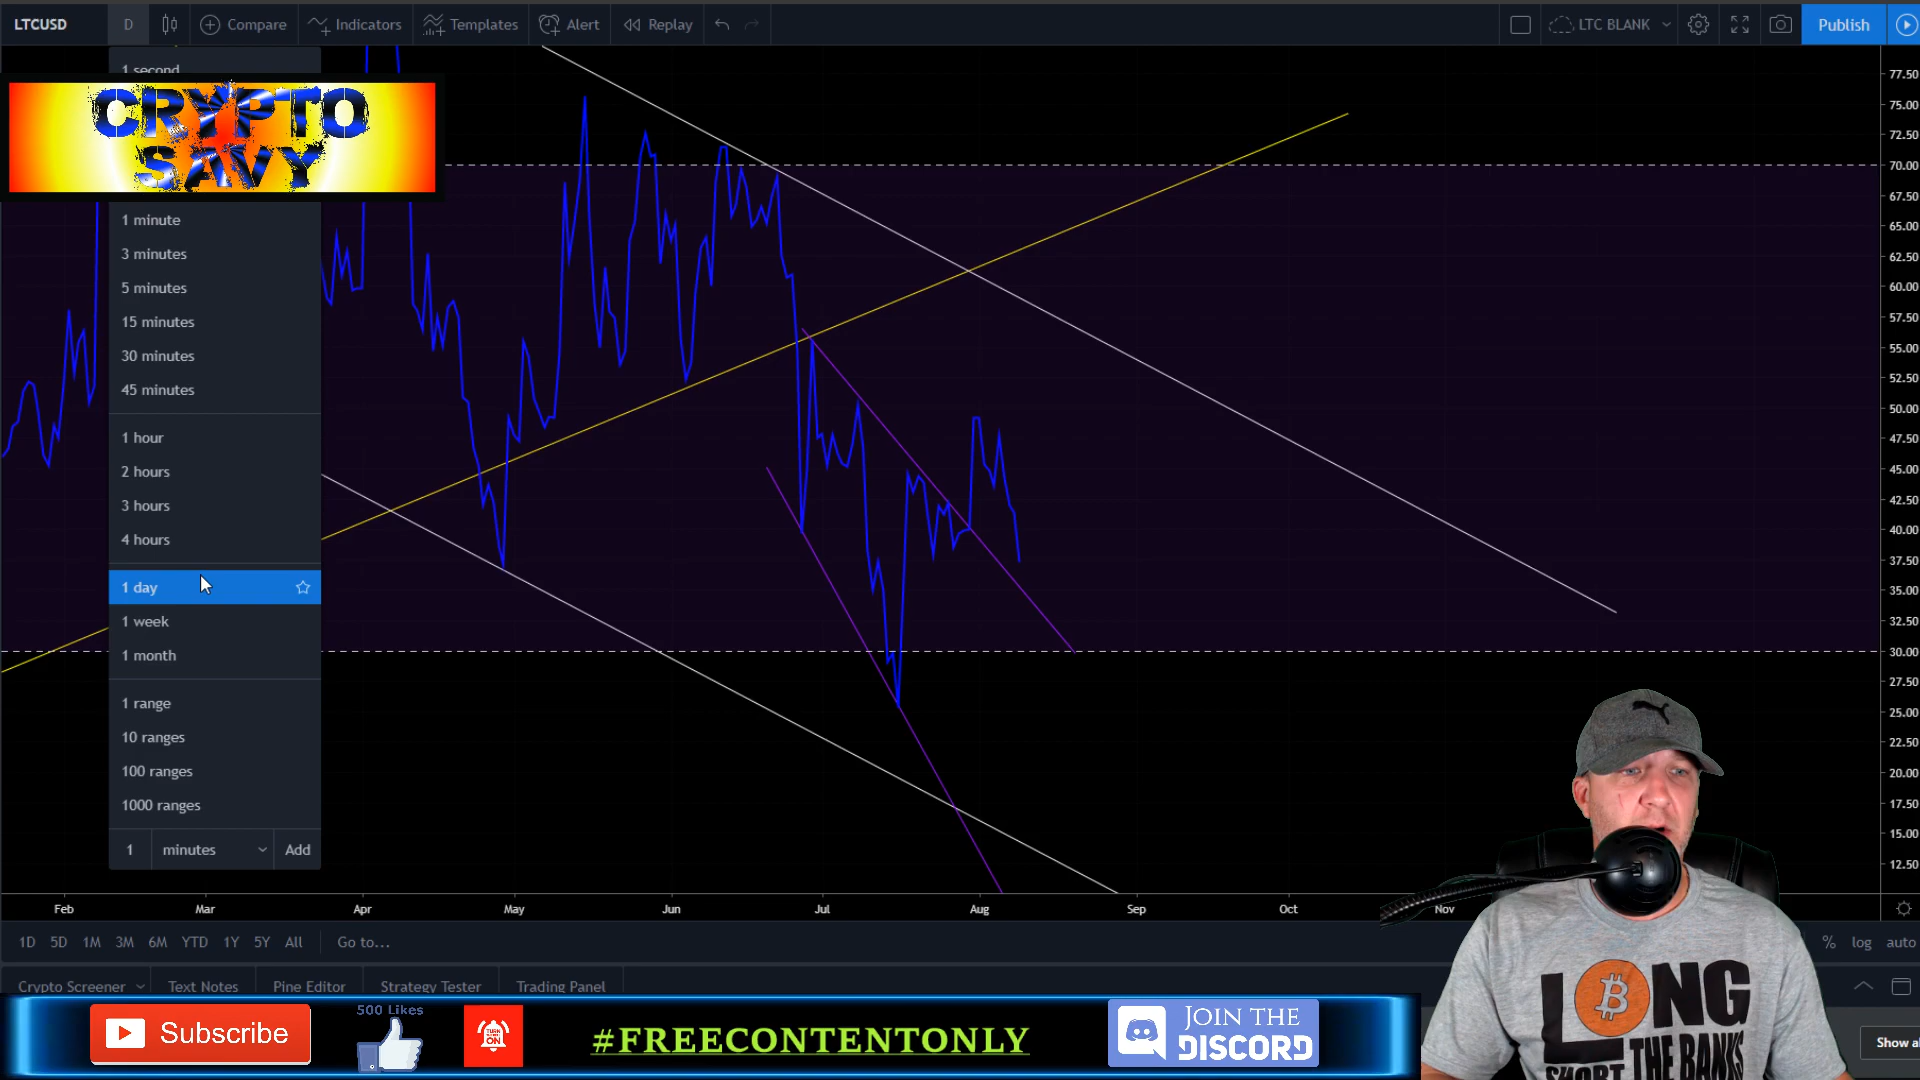 LTCUSD
D
Compare
Indicators
Templates
Alert
Replay
LTC BLANK
Publish
1 second
CRYPTO
SAVY
1 minute
3 minutes
5 minutes
15 minutes
30 minutes
45 minutes
1 hour
2 hours
3 hours
4 hours
1 day
1 week
1 month
1 range
10 ranges
100 ranges
1000 ranges
1
minutes
Add
77.50
75.00
72.50
70.00
67.50
65.00
62.50
60.00
57.50
55.00
52.50
50.00
47.50
45.00
42.50
40.00
37.50
35.00
32.50
30.00
27.50
25.00
22.50
20.00
17.50
15.00
12.50
Feb
Mar
Apr
May
Jun
Jul
Aug
Sep
Oct
Nov
1D 5D 1M 3M 6M YTD 1Y 5Y All
Go to...
% log auto
Crypto Screener
Text Notes
Pine Editor
Strategy Tester
Trading Panel
Subscribe
500 Likes
ON
#FREECONTENTONLY
JOIN THE
DISCORD
LONG
THE BANKS
SHORT
Show al